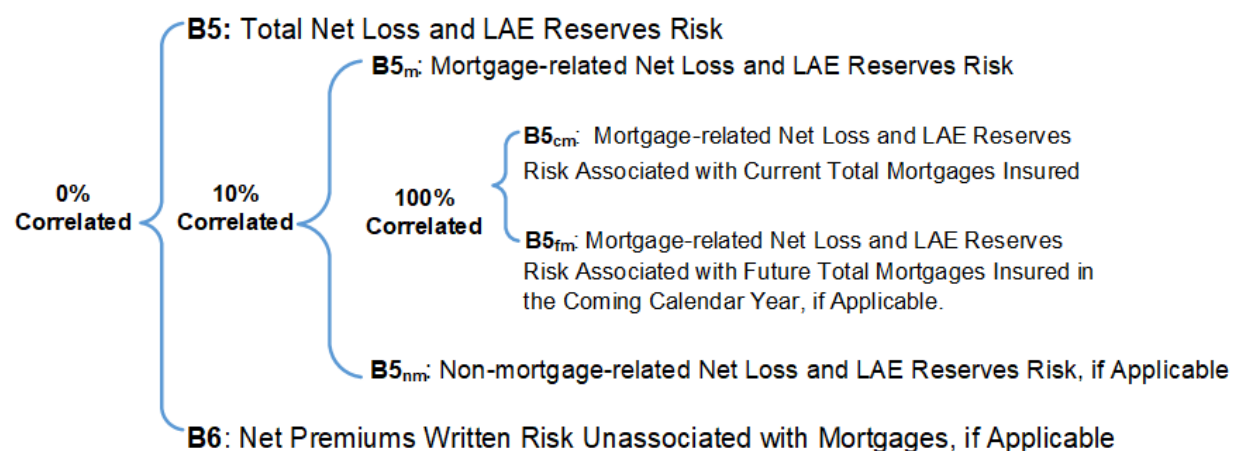 B5: Total Net Loss and LAE Reserves Risk
B5m: Mortgage-related Net Loss and LAE Reserves Risk
B5cm: Mortgage-related Net Loss and LAE Reserves
Risk Associated with Current Total Mortgages Insured
0%
Correlated
10%
Correlated
100%
Correlated
B5fm: Mortgage-related Net Loss and LAE Reserves
Risk Associated with Future Total Mortgages Insured in
the Coming Calendar Year, if Applicable.
B5nm: Non-mortgage-related Net Loss and LAE Reserves Risk, if Applicable
B6: Net Premiums Written Risk Unassociated with Mortgages, if Applicable